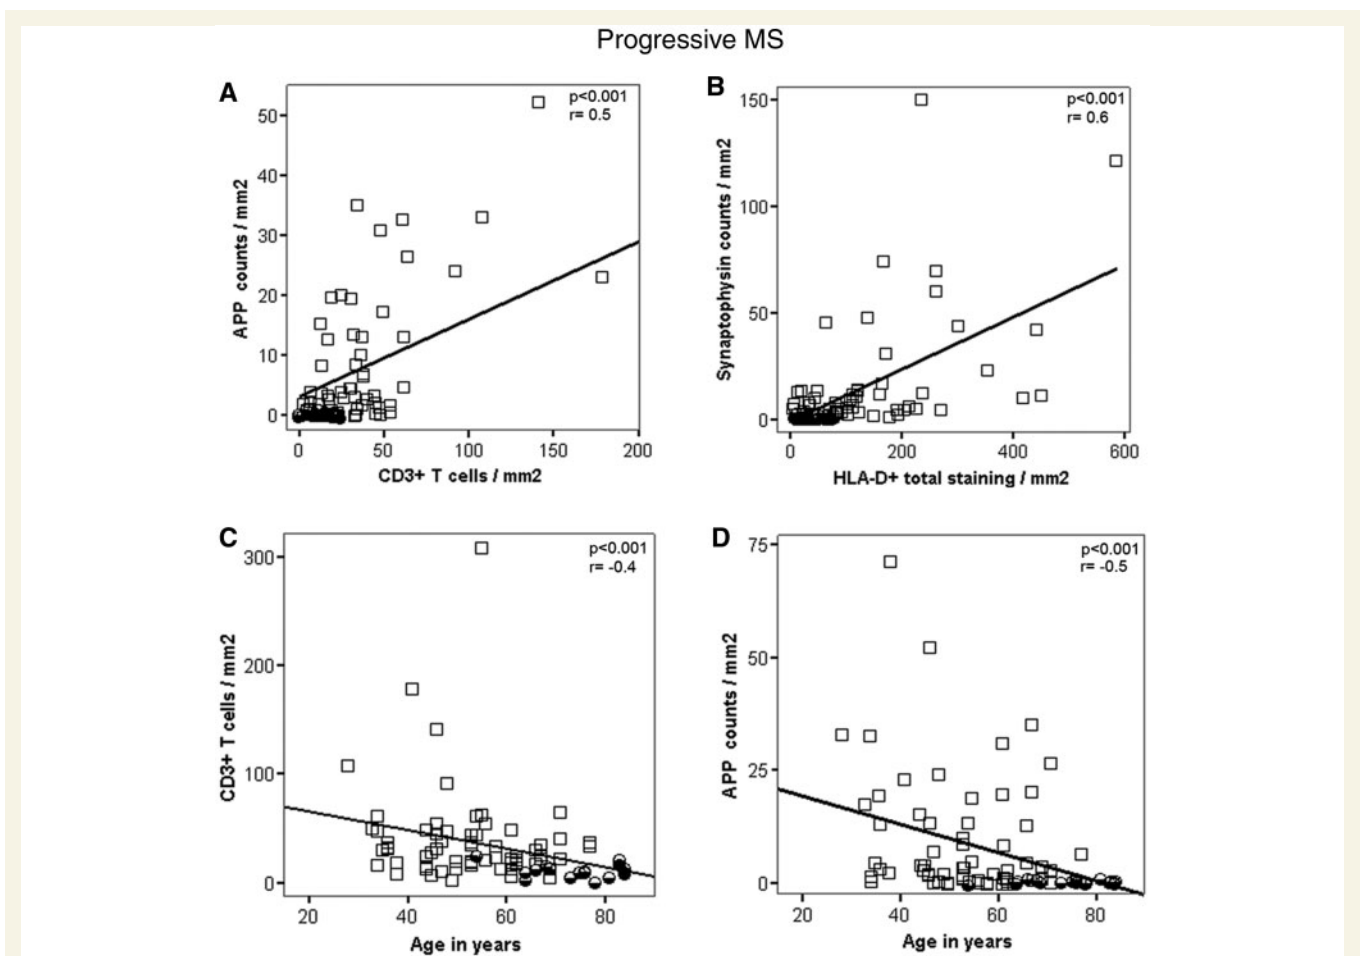 Progressive MS
A
p<0.001
r= 0.5
50
40
30
20
10
0
APP counts / mm2
0
50
100
150
200
CD3+ T cells / mm2
B
p<0.001
r= 0.6
150
100
50
0
Synaptophysin counts / mm2
0
200
400
600
HLA-D+ total staining / mm2
C
p<0.001
r= -0.4
300
200
100
0
CD3+ T cells / mm2
20
40
60
80
Age in years
D
p<0.001
r= -0.5
75
50
25
0
APP counts / mm2
20
40
60
80
Age in years